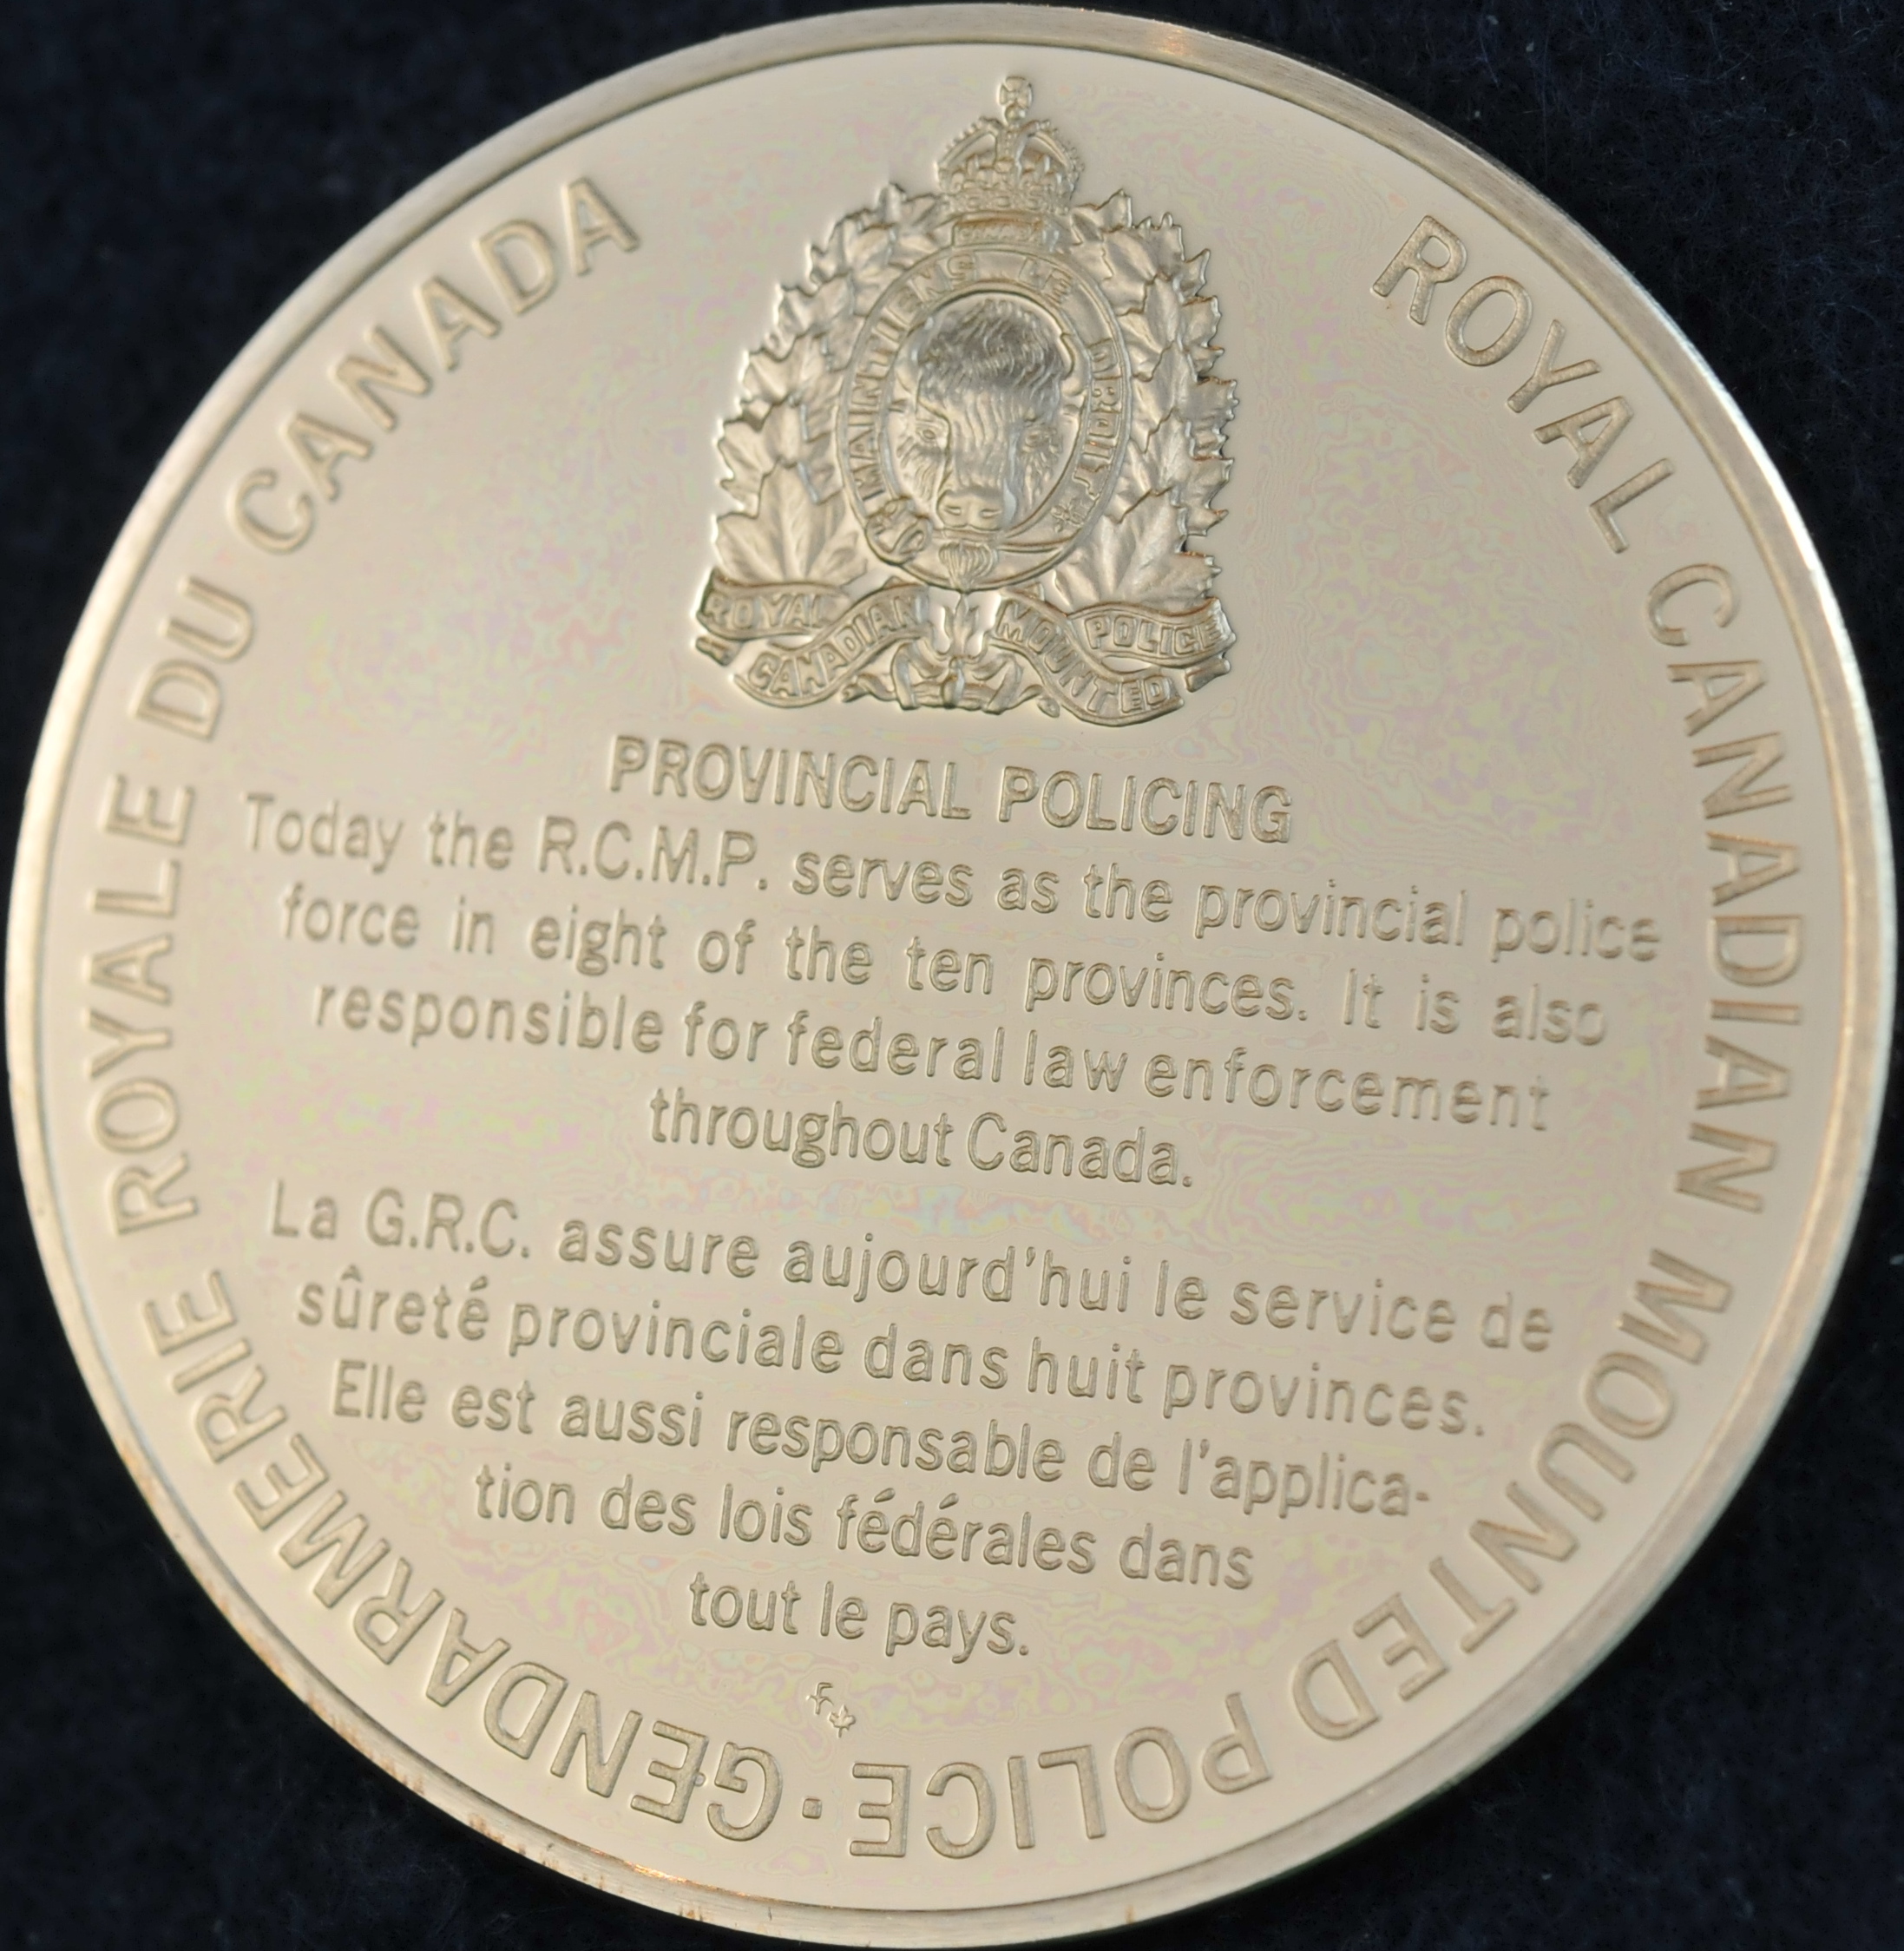 ROYAL CANADIAN MOUNTED POLICE · GENDARMERIE ROYALE DU CANADA
CANADA
MAINTIENS LE DROIT
ROYAL CANADIAN MOUNTED POLICE
PROVINCIAL POLICING
Today the R.C.M.P. serves as the provincial police
force in eight of the ten provinces. It is also
responsible for federal law enforcement
throughout Canada.
La G.R.C. assure aujourd'hui le service de
sûreté provinciale dans huit provinces.
Elle est aussi responsable de l'applica-
tion des lois fédérales dans
tout le pays.